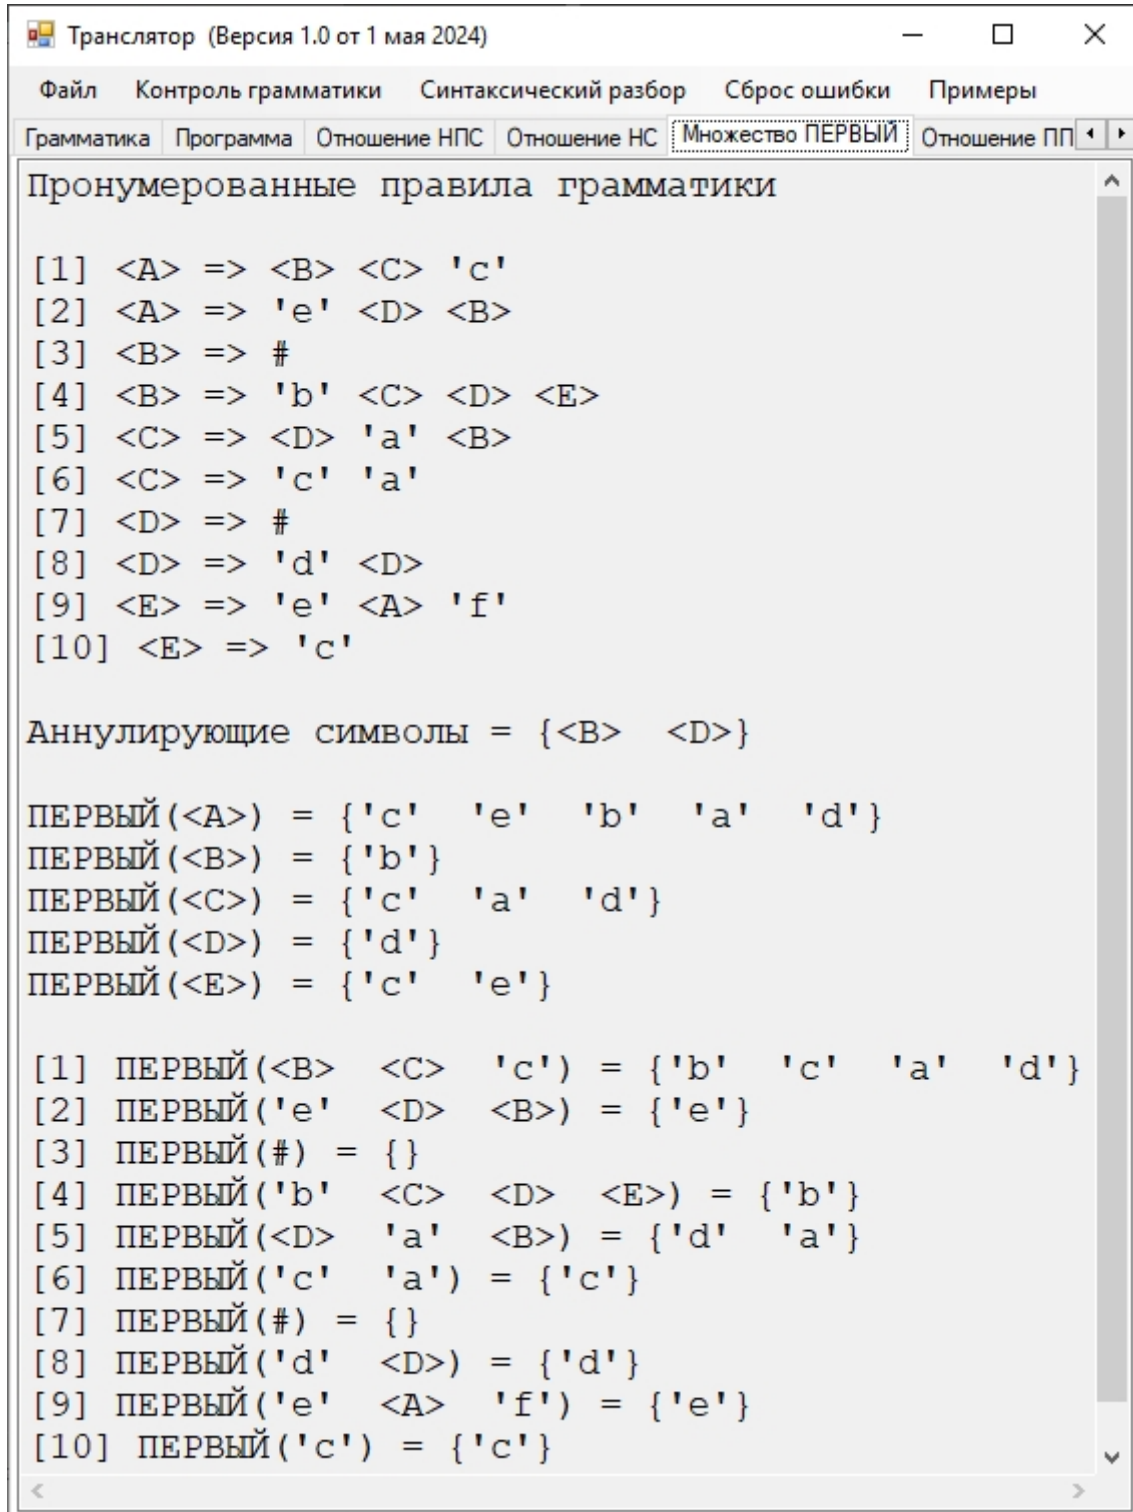 Транслятор (Версия 1.0 от 1 мая 2024)
Файл Контроль грамматики Синтаксический разбор Сброс ошибки Примеры
Грамматика Программа Отношение НПС Отношение НС Множество ПЕРВЫЙ Отношение ПП
Пронумерованные правила грамматики
[1] <A> => <B> <C> 'c'
[2] <A> => 'e' <D> <B>
[3] <B> => #
[4] <B> => 'b' <C> <D> <E>
[5] <C> => <D> 'a' <B>
[6] <C> => 'c' 'a'
[7] <D> => #
[8] <D> => 'd' <D>
[9] <E> => 'e' <A> 'f'
[10] <E> => 'c'
Аннулирующие символы = {<B> <D>}
ПЕРВЫЙ(<A>) = {'c' 'e' 'b' 'a' 'd'}
ПЕРВЫЙ(<B>) = {'b'}
ПЕРВЫЙ(<C>) = {'c' 'a' 'd'}
ПЕРВЫЙ(<D>) = {'d'}
ПЕРВЫЙ(<E>) = {'c' 'e'}
[1] ПЕРВЫЙ(<B> <C> 'c') = {'b' 'c' 'a' 'd'}
[2] ПЕРВЫЙ('e' <D> <B>) = {'e'}
[3] ПЕРВЫЙ(#) = {}
[4] ПЕРВЫЙ('b' <C> <D> <E>) = {'b'}
[5] ПЕРВЫЙ(<D> 'a' <B>) = {'d' 'a'}
[6] ПЕРВЫЙ('c' 'a') = {'c'}
[7] ПЕРВЫЙ(#) = {}
[8] ПЕРВЫЙ('d' <D>) = {'d'}
[9] ПЕРВЫЙ('e' <A> 'f') = {'e'}
[10] ПЕРВЫЙ('c') = {'c'}